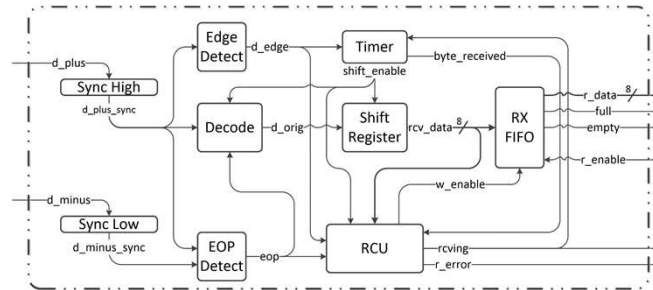 Edge
Detect
d_edge
Timer
byte_received
d_plus
Sync High
d_plus_sync
shift_enable
Decode
d_orig
Shift
Register
rcv_data
8
RX
FIFO
r_data
8
full
empty
r_enable
w_enable
d_minus
Sync Low
d_minus_sync
EOP
Detect
eop
RCU
rcving
r_error